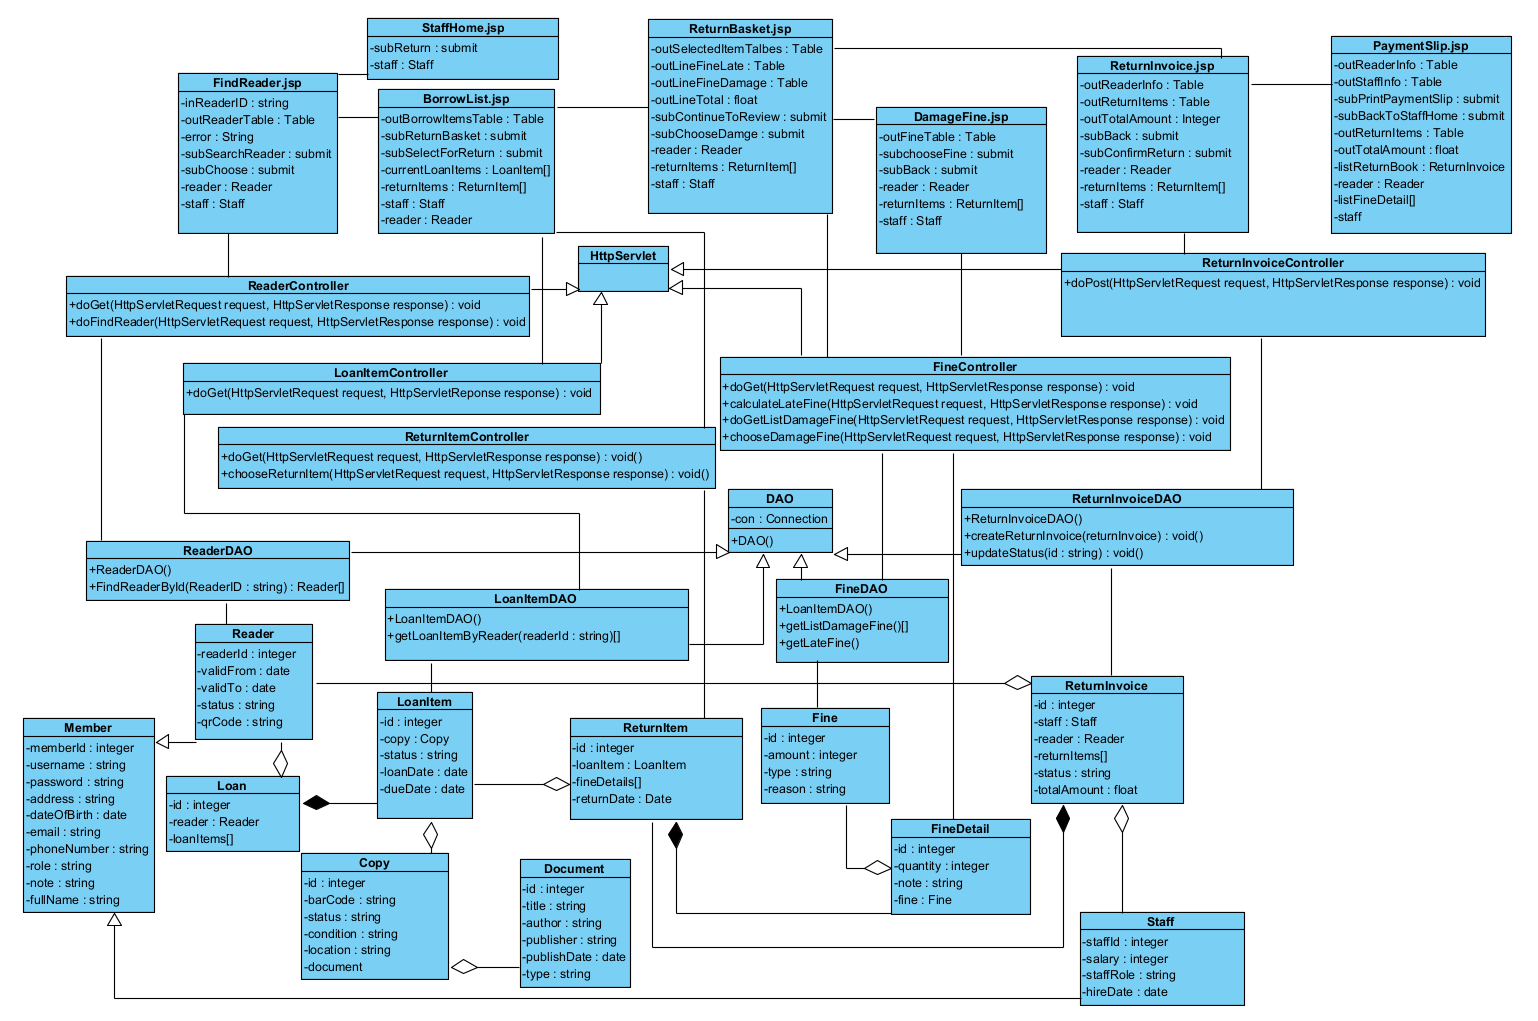 StaffHome.jsp
-subReturn : submit
-staff : Staff
ReturnBasket.jsp
-outSelectedItemTalbes : Table
-outLineFineLate : Table
-outLineFineDamage : Table
-outLineTotal : float
-subContinueToReview : submit
-subChooseDamge : submit
-reader : Reader
-returnItems : ReturnItem[]
-staff : Staff
PaymentSlip.jsp
-outReaderInfo : Table
-outStaffInfo : Table
-subPrintPaymentSlip : submit
-subBackToStaffHome : submit
-outReturnItems : Table
-outTotalAmount : float
-listReturnBook : ReturnInvoice
-reader : Reader
-listFineDetail[]
-staff
ReturnInvoice.jsp
-outReaderInfo : Table
-outReturnItems : Table
-outTotalAmount : Integer
-subBack : submit
-subConfirmReturn : submit
-reader : Reader
-returnItems : ReturnItem[]
-staff : Staff
FindReader.jsp
-inReaderID : string
-outReaderTable : Table
-error : String
-subSearchReader : submit
-subChoose : submit
-reader : Reader
-staff : Staff
BorrowList.jsp
-outBorrowItemsTable : Table
-subReturnBasket : submit
-subSelectForReturn : submit
-currentLoanItems : LoanItem[]
-returnItems : ReturnItem[]
-staff : Staff
-reader : Reader
DamageFine.jsp
-outFineTable : Table
-subchooseFine : submit
-subBack : submit
-reader : Reader
-returnItems : ReturnItem[]
-staff : Staff
HttpServlet
ReturnInvoiceController
+doPost(HttpServletRequest request, HttpServletResponse response) : void
ReaderController
+doGet(HttpServletRequest request, HttpServletResponse response) : void
+doFindReader(HttpServletRequest request, HttpServletResponse response) : void
LoanItemController
+doGet(HttpServletRequest request, HttpServletReponse response) : void
FineController
+doGet(HttpServletRequest request, HttpServletResponse response) : void
+calculateLateFine(HttpServletRequest request, HttpServletResponse response) : void
+doGetListDamageFine(HttpServletRequest request, HttpServletResponse response) : void
+chooseDamageFine(HttpServletRequest request, HttpServletResponse response) : void
ReturnItemController
+doGet(HttpServletRequest request, HttpServletResponse response) : void()
+chooseReturnItem(HttpServletRequest request, HttpServletResponse response) : void()
DAO
-con : Connection
+DAO()
ReturnInvoiceDAO
+ReturnInvoiceDAO()
+createReturnInvoice(returnInvoice) : void()
+updateStatus(id : string) : void()
ReaderDAO
+ReaderDAO()
+FindReaderById(ReaderID : string) : Reader[]
LoanItemDAO
+LoanItemDAO()
+getLoanItemByReader(readerId : string)[]
FineDAO
+LoanItemDAO()
+getListDamageFine()[]
+getLateFine()
Reader
-readerId : integer
-validFrom : date
-validTo : date
-status : string
-qrCode : string
ReturnInvoice
-id : integer
-staff : Staff
-reader : Reader
-returnItems[]
-status : string
-totalAmount : float
LoanItem
-id : integer
-copy : Copy
-status : string
-loanDate : date
-dueDate : date
Fine
-id : integer
-amount : integer
-type : string
-reason : string
Member
-memberId : integer
-username : string
-password : string
-address : string
-dateOfBirth : date
-email : string
-phoneNumber : string
-role : string
-note : string
-fullName : string
ReturnItem
-id : integer
-loanItem : LoanItem
-fineDetails[]
-returnDate : Date
Loan
-id : integer
-reader : Reader
-loanItems[]
FineDetail
-id : integer
-quantity : integer
-note : string
-fine : Fine
Copy
-id : integer
-barCode : string
-status : string
-condition : string
-location : string
-document
Document
-id : integer
-title : string
-author : string
-publisher : string
-publishDate : date
-type : string
Staff
-staffId : integer
-salary : integer
-staffRole : string
-hireDate : date